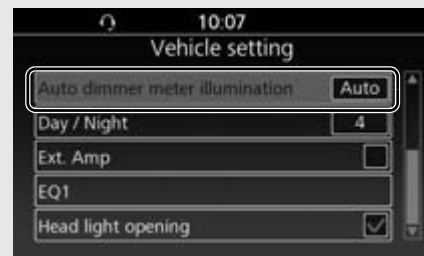 10:07
Vehicle setting
Auto dimmer meter illumination Auto
Day / Night 4
Ext. Amp
EQ1
Head light opening